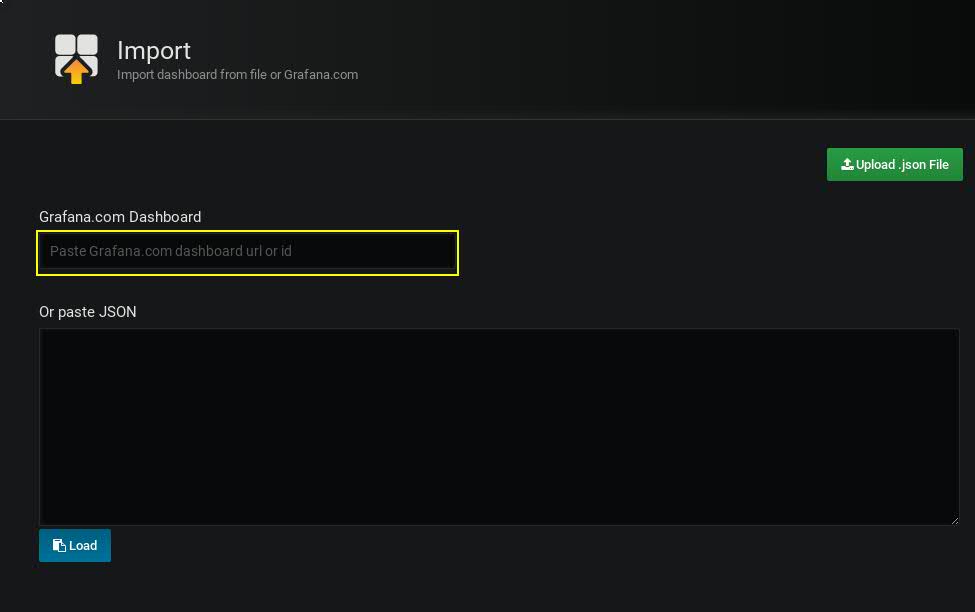 Import
Import dashboard from file or Grafana.com
Upload .json File
Grafana.com Dashboard
Paste Grafana.com dashboard url or id
Or paste JSON
Load